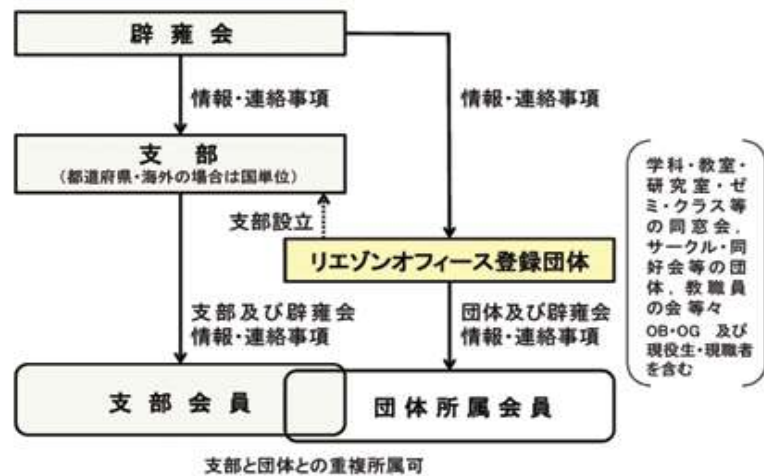 辟雍会
情報・連絡事項
情報・連絡事項
支部
(都道府県・海外の場合は国単位)
支部設立
リエゾンオフィース登録団体
学科・教室・
研究室・ゼ
ミ・クラス等
の同窓会,
サークル・同
好会等の団
体, 教職員
の会 等々
OB・OG 及び
現役生・現職者
を含む
支部及び辟雍会
情報・連絡事項
団体及び辟雍会
情報・連絡事項
支部会員
団体所属会員
支部と団体との重複所属可